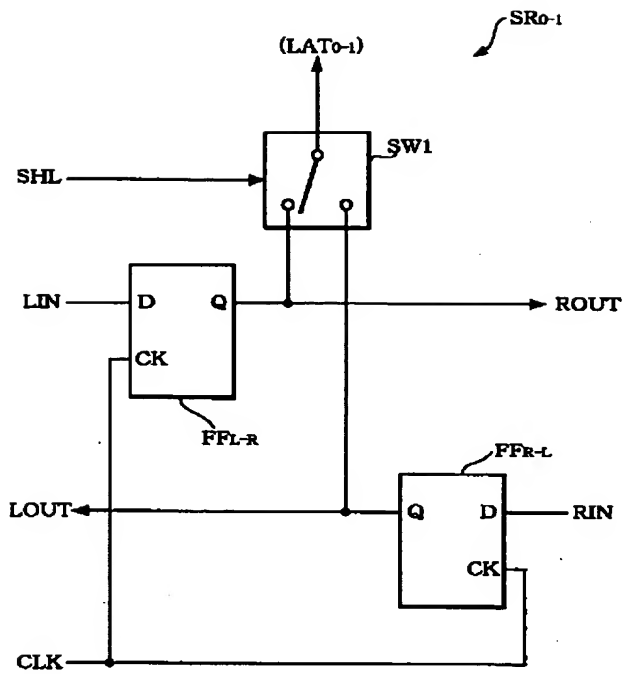 SR0-1
(LAT0-1)
SW1
SHL
LIN
D
Q
ROUT
CK
FFL-R
FFR-L
LOUT
Q
D
RIN
CK
CLK